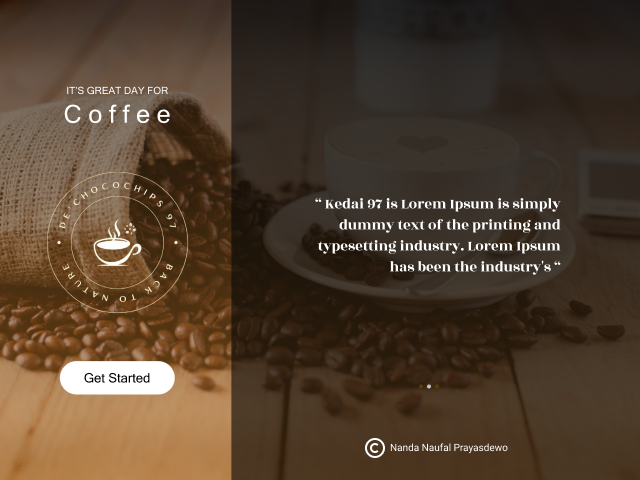 IT'S GREAT DAY FOR
Coffee
DE'CHOCOCHIPS 97
BACK TO NATURE
Get Started
“ Kedai 97 is Lorem Ipsum is simply
dummy text of the printing and
typesetting industry. Lorem Ipsum
has been the industry's “
© Nanda Naufal Prayasdewo